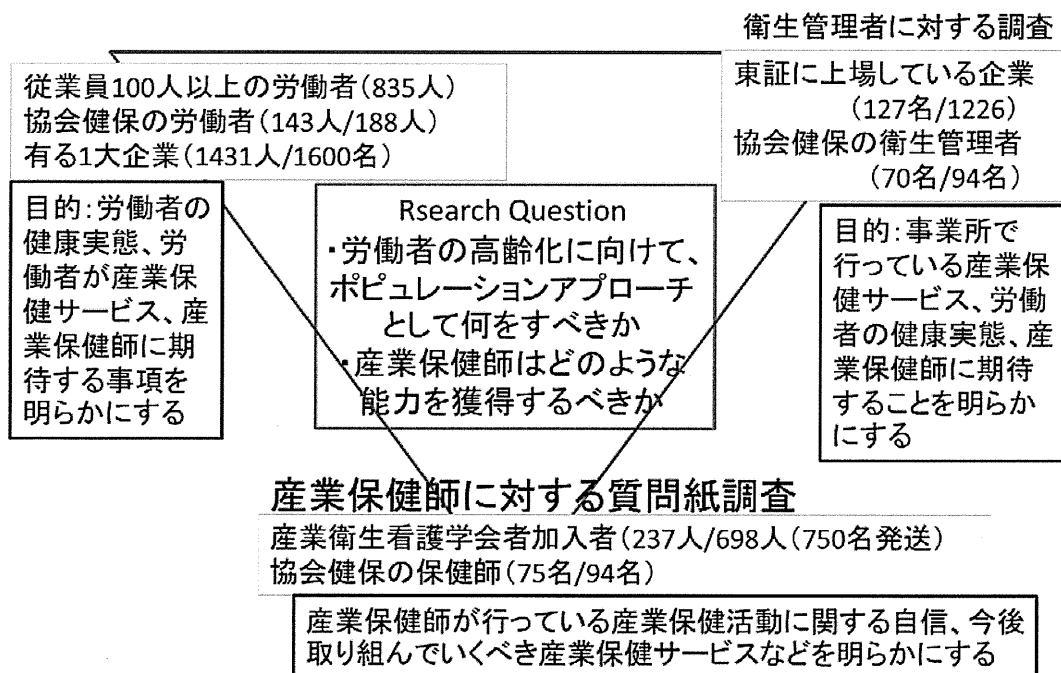 衛生管理者に対する調査
従業員100人以上の労働者(835人)
協会健保の労働者(143人/188人)
有る1大企業(1431人/1600名)
東証に上場している企業
(127名/1226)
協会健保の衛生管理者
(70名/94名)
目的:労働者の
健康実態、労
働者が産業保
健サービス、産
業保健師に期
待する事項を
明らかにする
Rsearch Question
・労働者の高齢化に向けて、
ポピュレーションアプローチ
として何をすべきか
・産業保健師はどのような
能力を獲得するべきか
目的:事業所で
行っている産業保
健サービス、労働
者の健康実態、産
業保健師に期待
することを明らか
にする
産業保健師に対する質問紙調査
産業衛生看護学会者加入者(237人/698人(750名発送)
協会健保の保健師(75名/94名)
産業保健師が行っている産業保健活動に関する自信、今後
取り組んでいくべき産業保健サービスなどを明らかにする